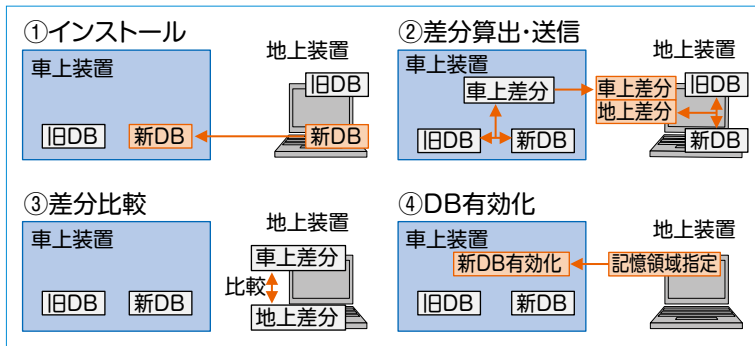 ①インストール
地上装置
車上装置
旧DB
旧DB
新DB
新DB
②差分算出・送信
地上装置
車上装置
車上差分
車上差分
旧DB
地上差分
旧DB
新DB
新DB
③差分比較
地上装置
車上装置
車上差分
比較
旧DB
新DB
地上差分
④DB有効化
地上装置
車上装置
新DB有効化
記憶領域指定
旧DB
新DB